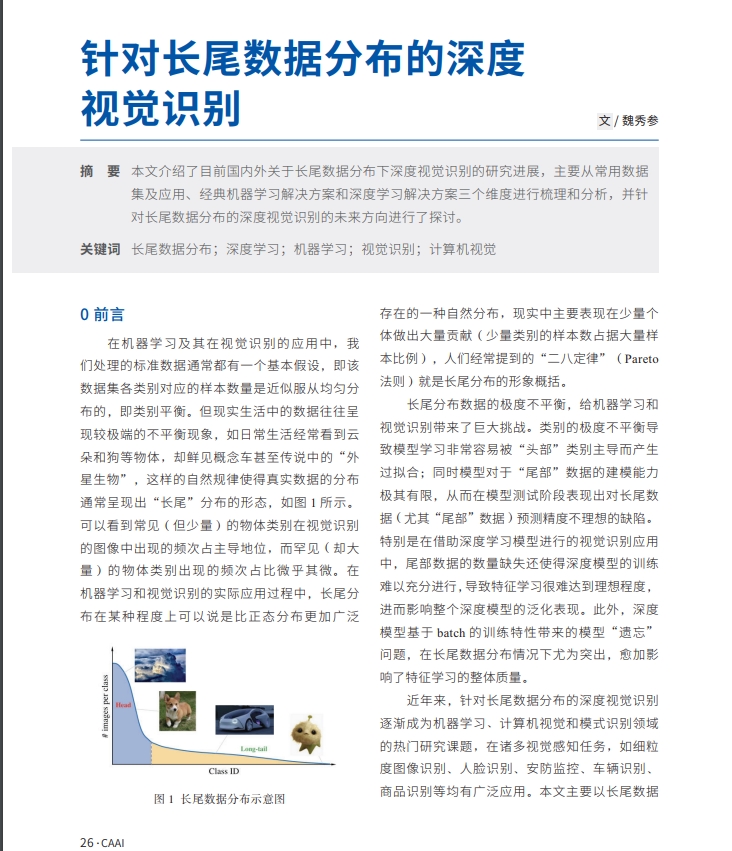 针对长尾数据分布的深度
视觉识别
文 / 魏秀参
摘 要 本文介绍了目前国内外关于长尾数据分布下深度视觉识别的研究进展，主要从常用数据
集及应用、经典机器学习解决方案和深度学习解决方案三个维度进行梳理和分析，并针
对长尾数据分布的深度视觉识别的未来方向进行了探讨。
关键词 长尾数据分布；深度学习；机器学习；视觉识别；计算机视觉
0 前言
在机器学习及其在视觉识别的应用中，我
们处理的标准数据通常都有一个基本假设，即该
数据集各类别对应的样本数量是近似服从均匀分
布的，即类别平衡。但现实生活中的数据往往呈
现较极端的不平衡现象，如日常生活经常看到云
朵和狗等物体，却鲜见概念车甚至传说中的“外
星生物”，这样的自然规律使得真实数据的分布
通常呈现出“长尾”分布的形态，如图 1 所示。
可以看到常见（但少量）的物体类别在视觉识别
的图像中出现的频次占主导地位，而罕见（却大
量）的物体类别出现的频次占比微乎其微。在
机器学习和视觉识别的实际应用过程中，长尾分
布在某种程度上可以说是比正态分布更加广泛
# images per class
Head
Long-tail
Class ID
图 1 长尾数据分布示意图
存在的一种自然分布，现实中主要表现在少量个
体做出大量贡献（少量类别的样本数占据大量样
本比例），人们经常提到的“二八定律”（Pareto
法则）就是长尾分布的形象概括。
长尾分布数据的极度不平衡，给机器学习和
视觉识别带来了巨大挑战。类别的极度不平衡导
致模型学习非常容易被“头部”类别主导而产生
过拟合；同时模型对于“尾部”数据的建模能力
极其有限，从而在模型测试阶段表现出对长尾数
据（尤其“尾部”数据）预测精度不理想的缺陷。
特别是在借助深度学习模型进行的视觉识别应用
中，尾部数据的数量缺失还使得深度模型的训练
难以充分进行，导致特征学习很难达到理想程度，
进而影响整个深度模型的泛化表现。此外，深度
模型基于 batch 的训练特性带来的模型“遗忘”
问题，在长尾数据分布情况下尤为突出，愈加影
响了特征学习的整体质量。
近年来，针对长尾数据分布的深度视觉识别
逐渐成为机器学习、计算机视觉和模式识别领域
的热门研究课题，在诸多视觉感知任务，如细粒
度图像识别、人脸识别、安防监控、车辆识别、
商品识别等均有广泛应用。本文主要以长尾数据
26 · CAAI